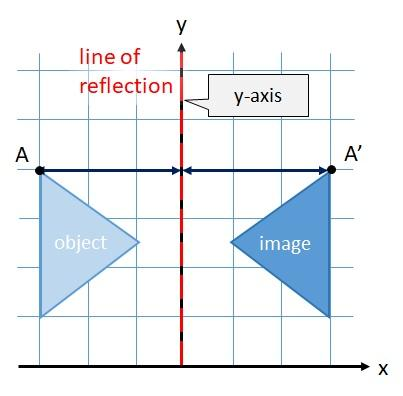 y
line of
reflection
y-axis
A
A’
object
image
x